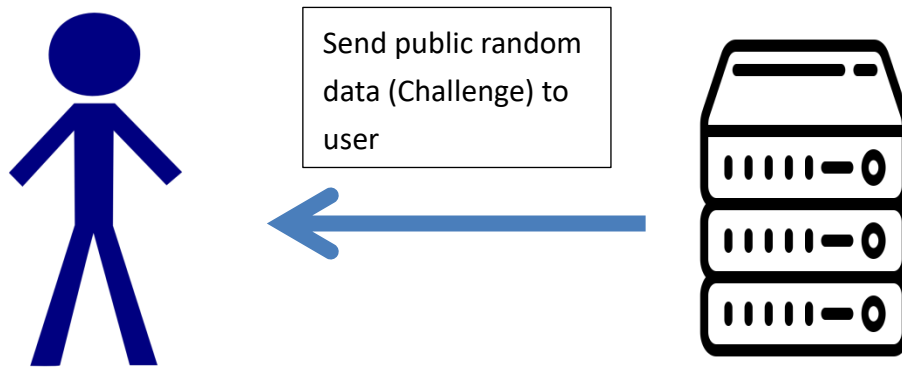 Send public random
data (Challenge) to
user